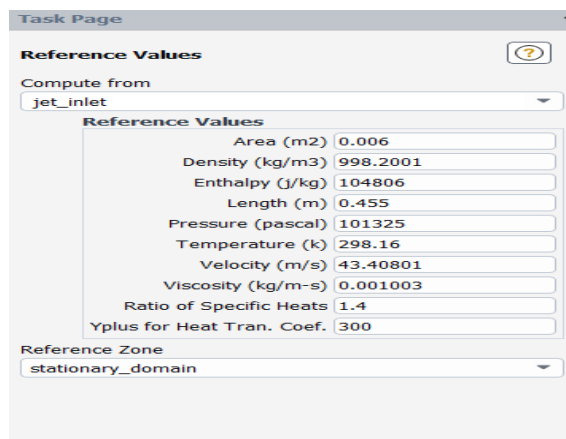 Task Page
Reference Values
Compute from
jet_inlet
Reference Values
Area (m2) 0.006
Density (kg/m3) 998.2001
Enthalpy (j/kg) 104806
Length (m) 0.455
Pressure (pascal) 101325
Temperature (k) 298.16
Velocity (m/s) 43.40801
Viscosity (kg/m-s) 0.001003
Ratio of Specific Heats 1.4
Yplus for Heat Tran. Coef. 300
Reference Zone
stationary_domain